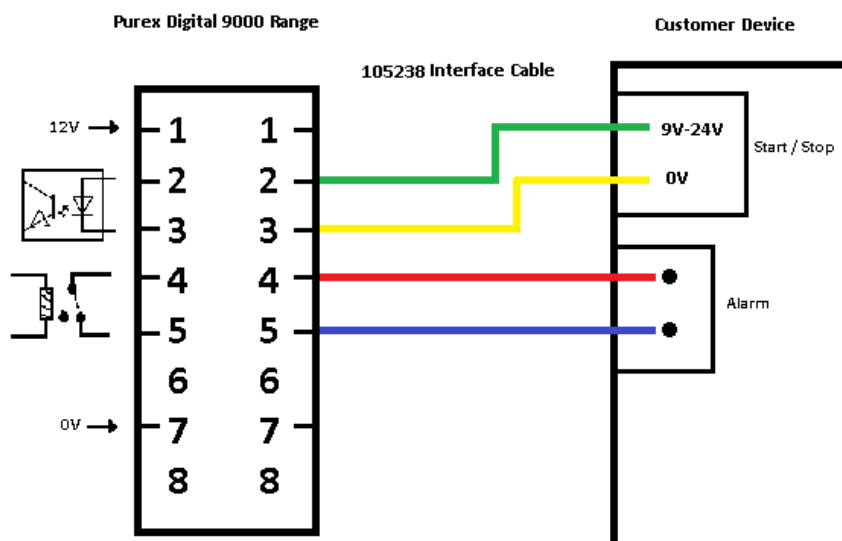 Purex Digital 9000 Range
Customer Device
105238 Interface Cable
12V
1 1
9V-24V
Start / Stop
2 2
0V
3 3
4 4
Alarm
5 5
6 6
0V
7 7
8 8